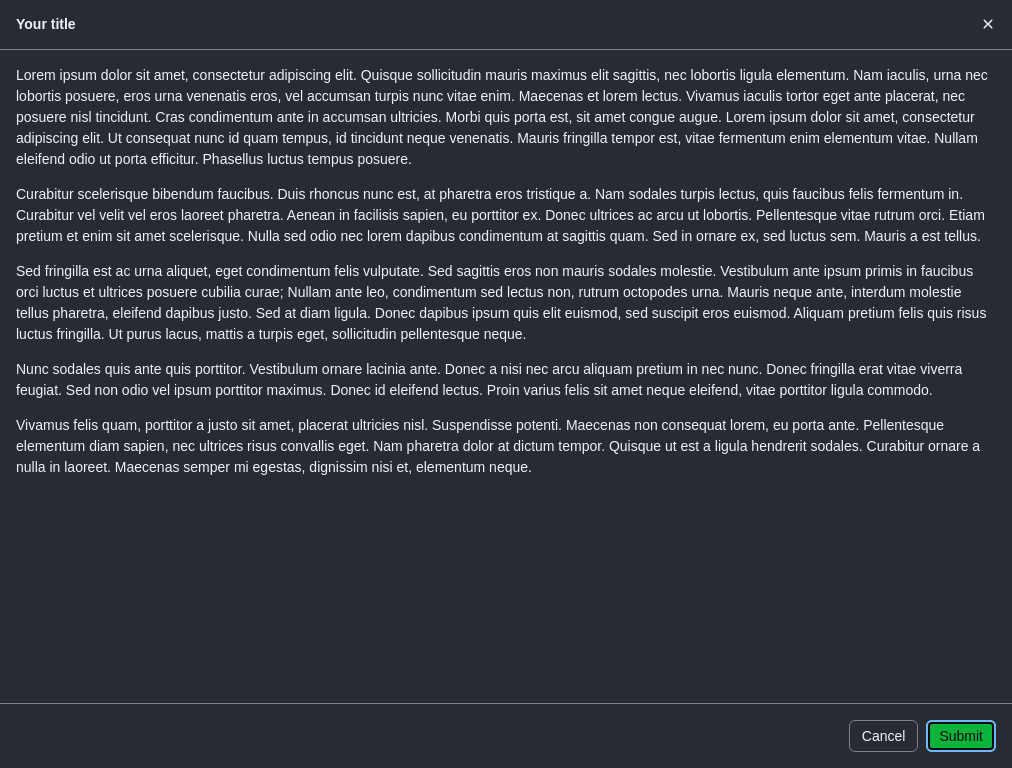 Your title
Lorem ipsum dolor sit amet, consectetur adipiscing elit. Quisque sollicitudin mauris maximus elit sagittis, nec lobortis ligula elementum. Nam iaculis, urna nec
lobortis posuere, eros urna venenatis eros, vel accumsan turpis nunc vitae enim. Maecenas et lorem lectus. Vivamus iaculis tortor eget ante placerat, nec
posuere nisl tincidunt. Cras condimentum ante in accumsan ultricies. Morbi quis porta est, sit amet congue augue. Lorem ipsum dolor sit amet, consectetur
adipiscing elit. Ut consequat nunc id quam tempus, id tincidunt neque venenatis. Mauris fringilla tempor est, vitae fermentum enim elementum vitae. Nullam
eleifend odio ut porta efficitur. Phasellus luctus tempus posuere.
Curabitur scelerisque bibendum faucibus. Duis rhoncus nunc est, at pharetra eros tristique a. Nam sodales turpis lectus, quis faucibus felis fermentum in.
Curabitur vel velit vel eros laoreet pharetra. Aenean in facilisis sapien, eu porttitor ex. Donec ultrices ac arcu ut lobortis. Pellentesque vitae rutrum orci. Etiam
pretium et enim sit amet scelerisque. Nulla sed odio nec lorem dapibus condimentum at sagittis quam. Sed in ornare ex, sed luctus sem. Mauris a est tellus.
Sed fringilla est ac urna aliquet, eget condimentum felis vulputate. Sed sagittis eros non mauris sodales molestie. Vestibulum ante ipsum primis in faucibus
orci luctus et ultrices posuere cubilia curae; Nullam ante leo, condimentum sed lectus non, rutrum octopodes urna. Mauris neque ante, interdum molestie
tellus pharetra, eleifend dapibus justo. Sed at diam ligula. Donec dapibus ipsum quis elit euismod, sed suscipit eros euismod. Aliquam pretium felis quis risus
luctus fringilla. Ut purus lacus, mattis a turpis eget, sollicitudin pellentesque neque.
Nunc sodales quis ante quis porttitor. Vestibulum ornare lacinia ante. Donec a nisi nec arcu aliquam pretium in nec nunc. Donec fringilla erat vitae viverra
feugiat. Sed non odio vel ipsum porttitor maximus. Donec id eleifend lectus. Proin varius felis sit amet neque eleifend, vitae porttitor ligula commodo.
Vivamus felis quam, porttitor a justo sit amet, placerat ultricies nisl. Suspendisse potenti. Maecenas non consequat lorem, eu porta ante. Pellentesque
elementum diam sapien, nec ultrices risus convallis eget. Nam pharetra dolor at dictum tempor. Quisque ut est a ligula hendrerit sodales. Curabitur ornare a
nulla in laoreet. Maecenas semper mi egestas, dignissim nisi et, elementum neque.
Cancel
Submit